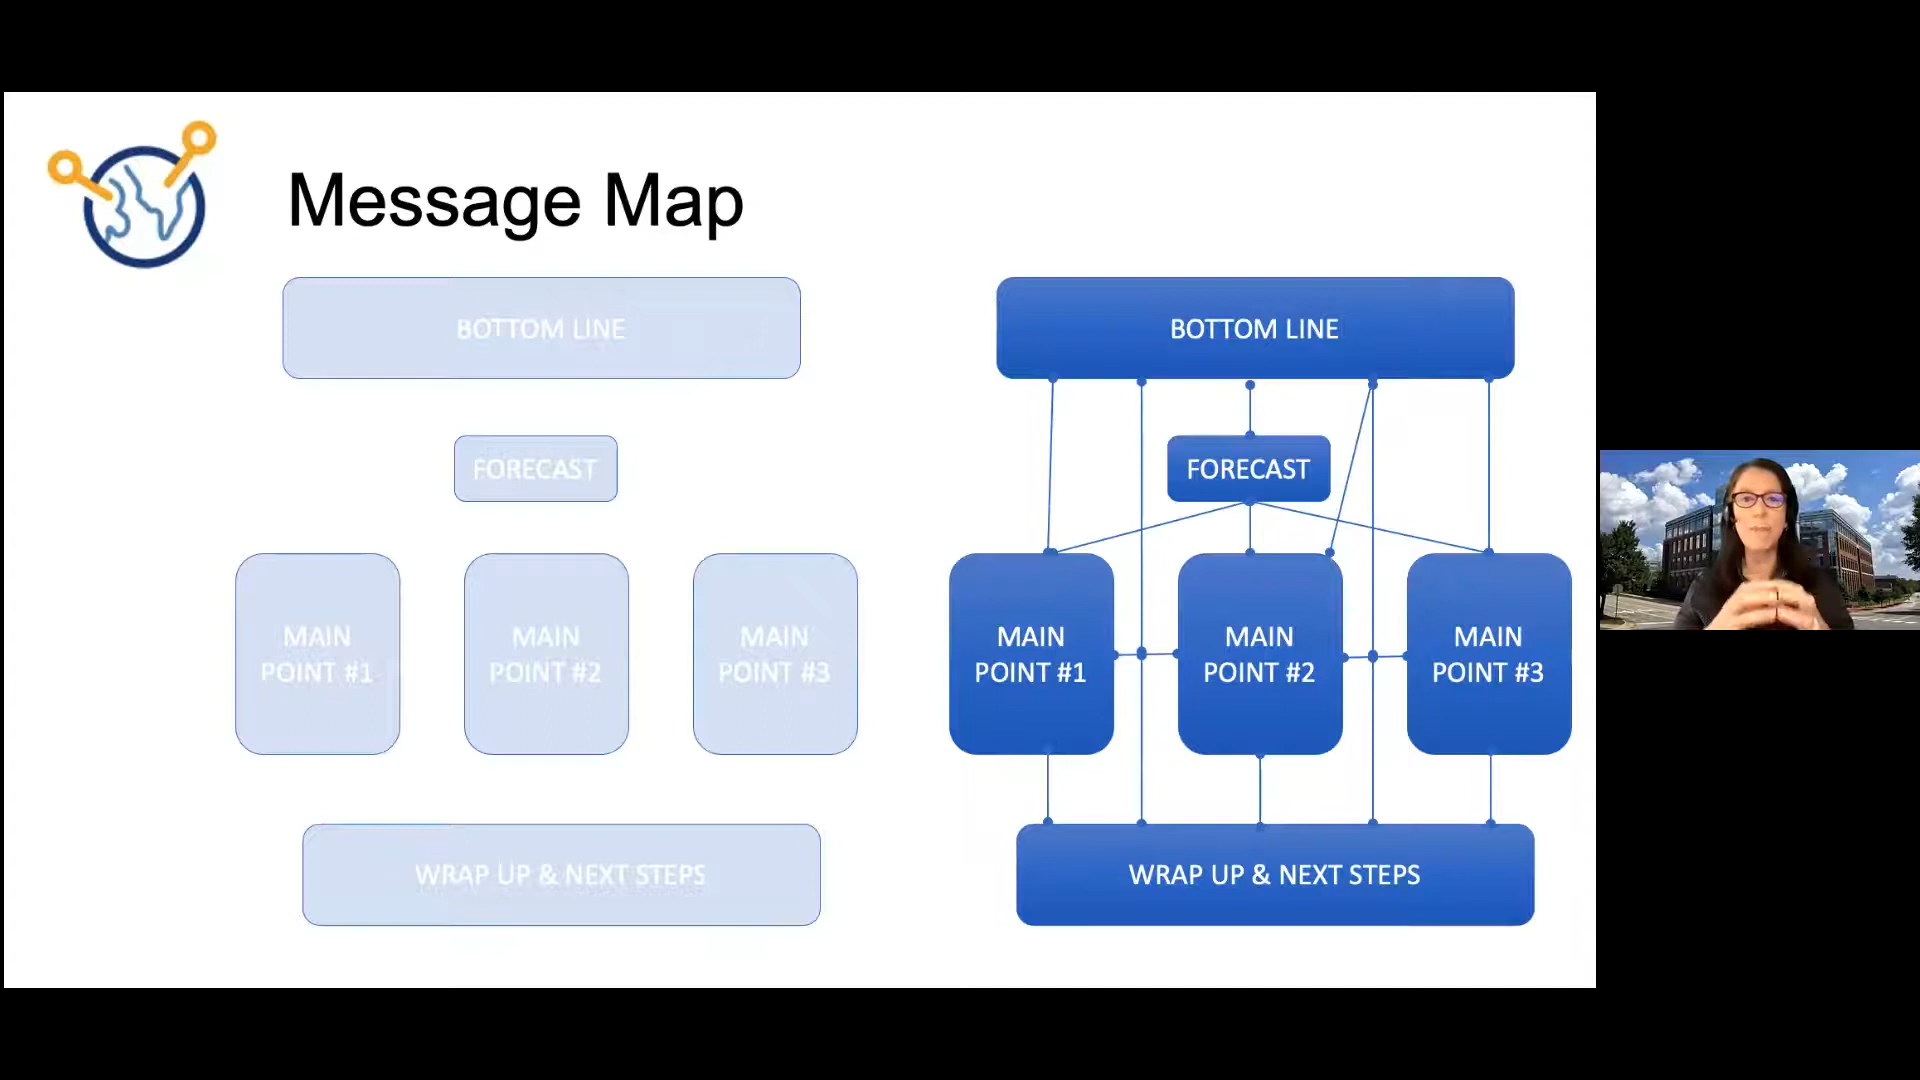 Message Map
BOTTOM LINE
FORECAST
MAIN
POINT #1
MAIN
POINT #2
MAIN
POINT #3
WRAP UP & NEXT STEPS
BOTTOM LINE
FORECAST
MAIN
POINT #1
MAIN
POINT #2
MAIN
POINT #3
WRAP UP & NEXT STEPS